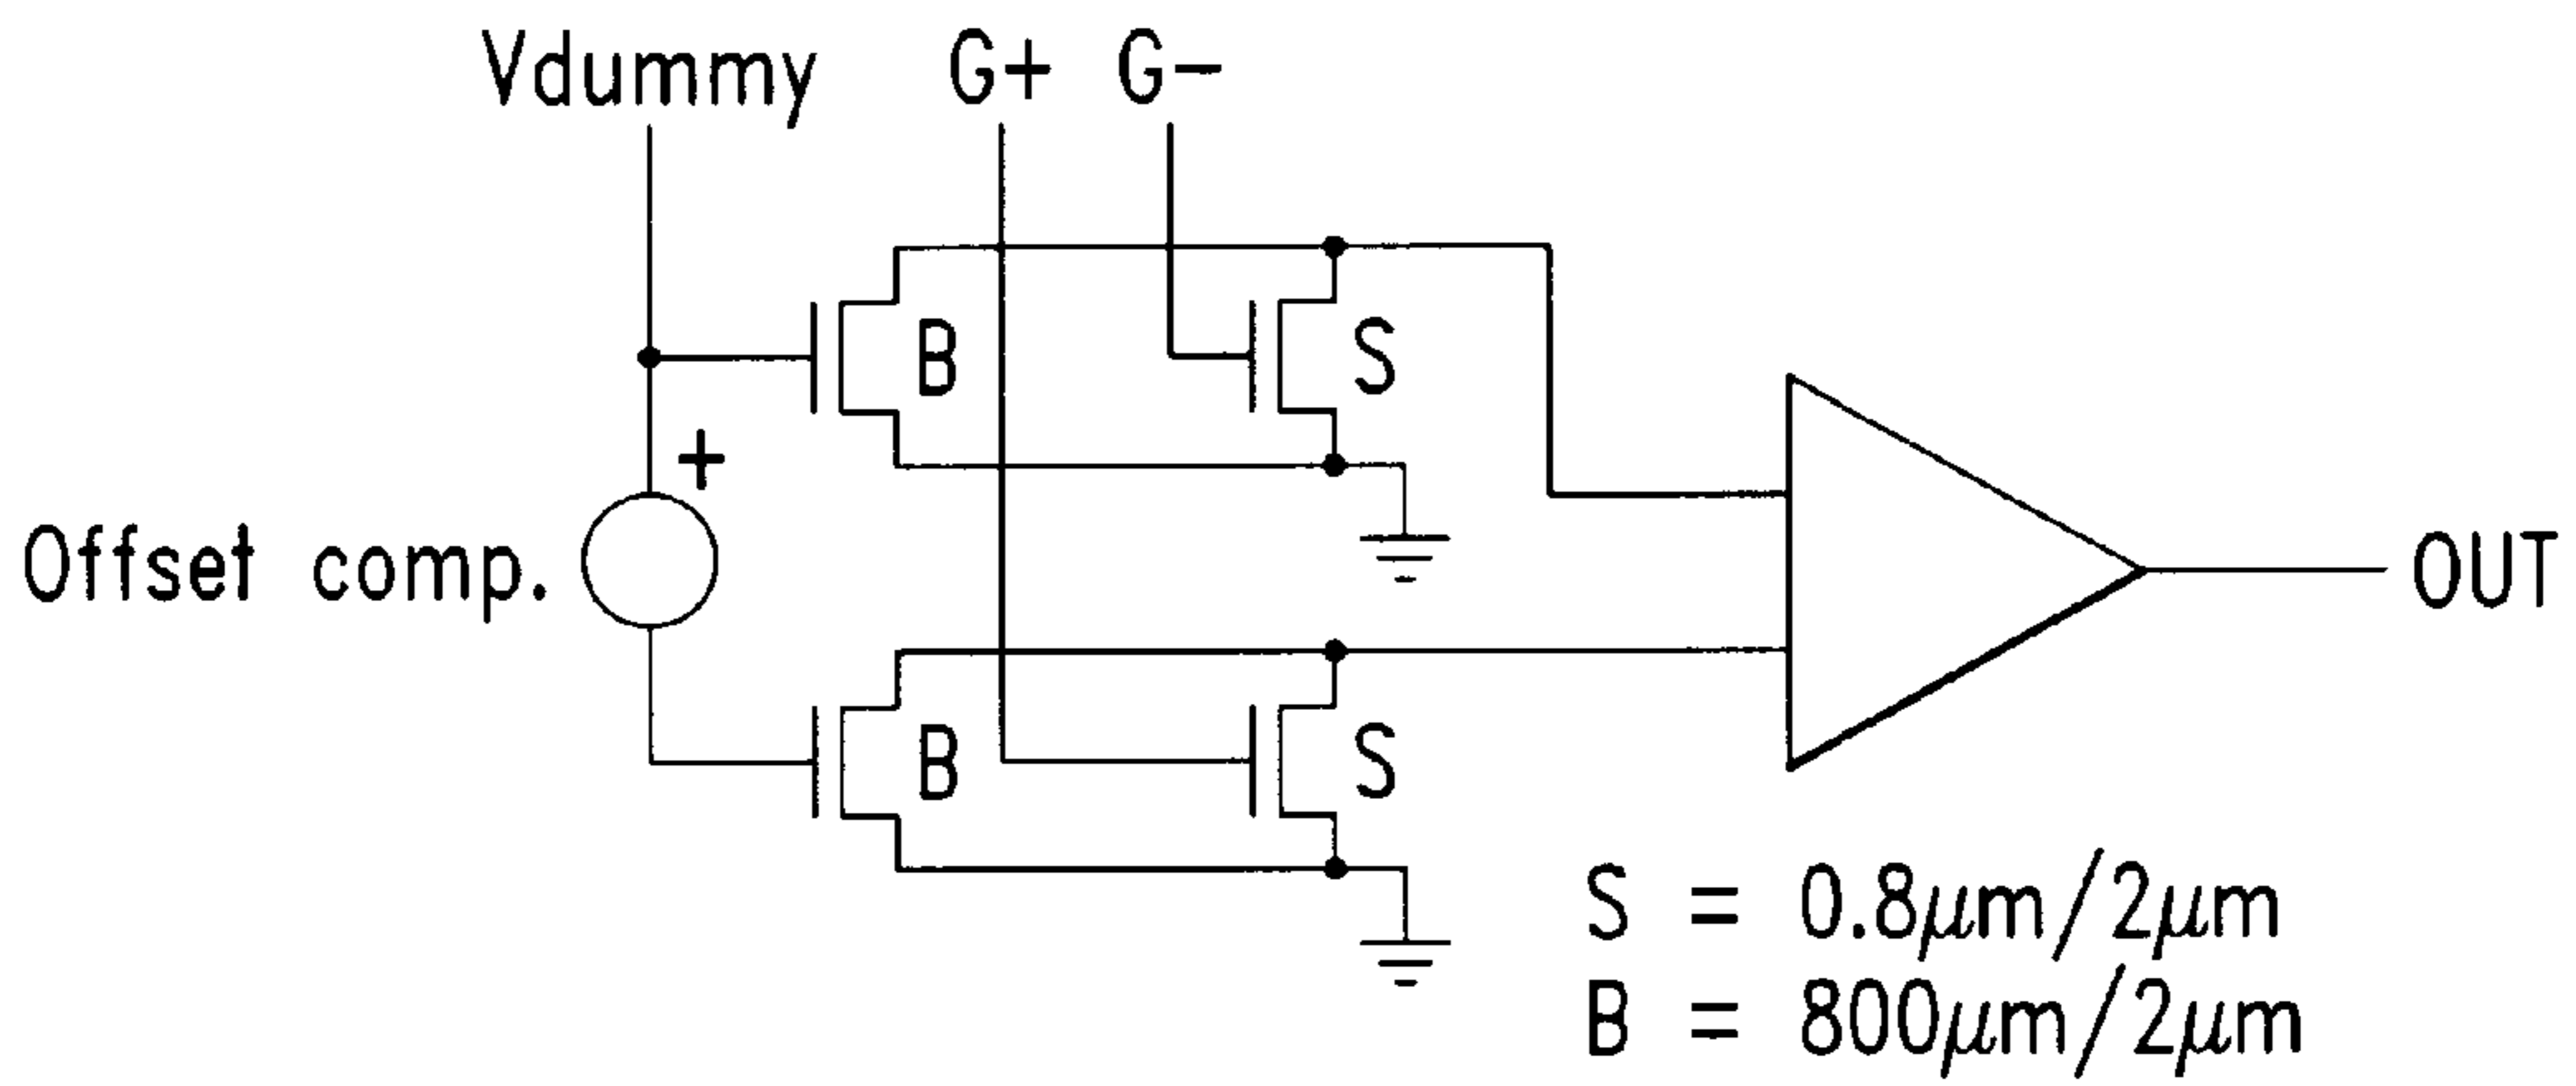 Vdummy G+ G-
B S
+
Offset comp.
OUT
B S
S = 0.8μm/2μm
B = 800μm/2μm